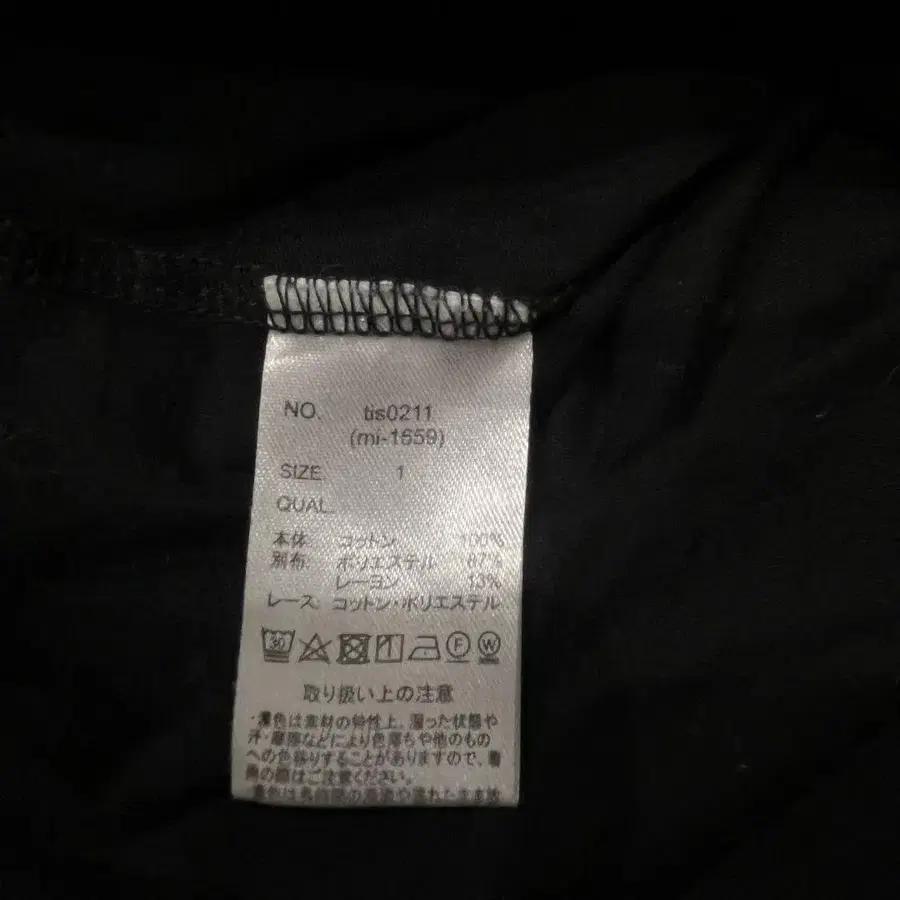 NO. tis0211
(mi-1659)
SIZE 1
QUAL.
本体: コットン 100%
別布: ポリエステル 87%
レーヨン 13%
レース: コットン・ポリエステル
30
F W
取り扱い上の注意
・濃色は素材の特性上、湿った状態や
汗・摩擦などにより色落ちや他のもの
への色移りすることがありますので、着
用の際はご注意ください。